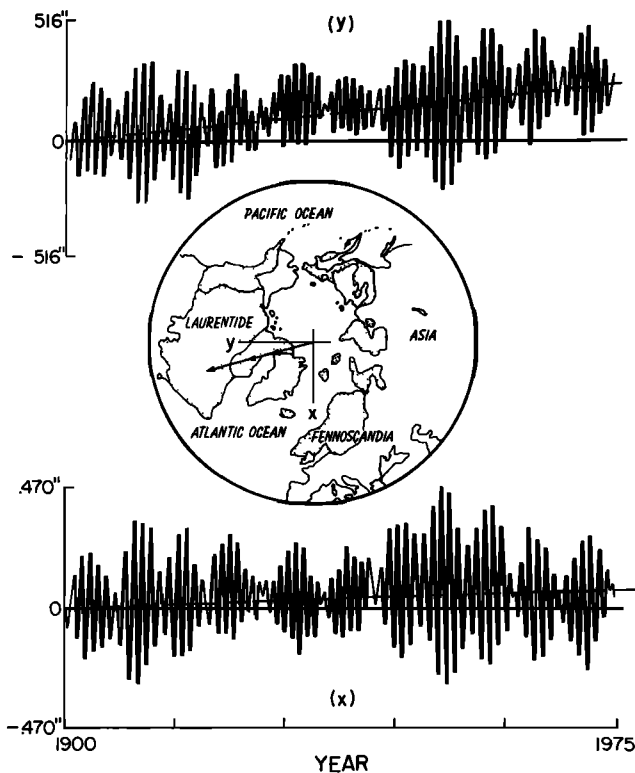 516"
(y)
0
- 516"
PACIFIC OCEAN
LAURENTIDE
ASIA
y
x
ATLANTIC OCEAN
FENNOSCANDIA
.470"
0
(x)
-.470"
1900
1975
YEAR